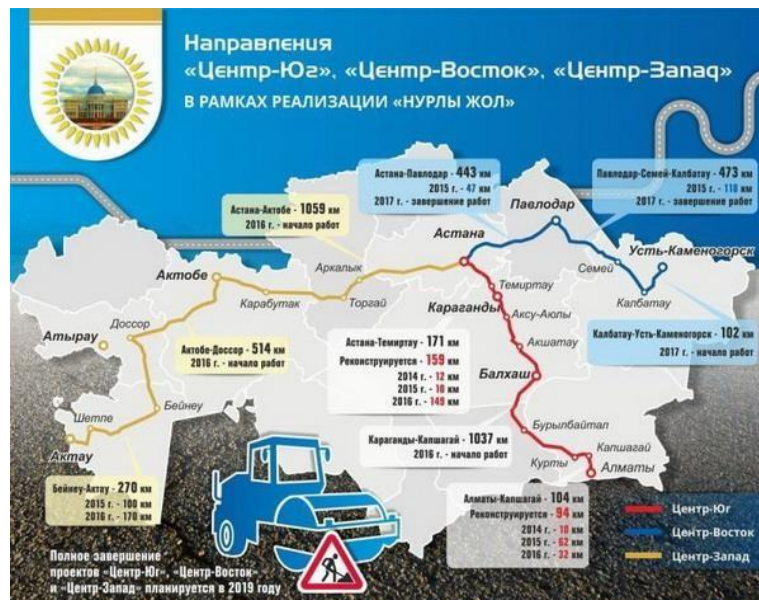 Направления
«Центр-Юг», «Центр-Восток», «Центр-Запад»
В РАМКАХ РЕАЛИЗАЦИИ «НУРЛЫ ЖОЛ»
Астана-Павлодар - 443 км
2015 г. - 47 км
2017 г. - завершение работ
Павлодар-Семей-Калбатау - 473 км
2015 г. - 118 км
2017 г. - завершение работ
Астана-Актобе - 1059 км
2016 г. - начало работ
Павлодар
Астана
Усть-Каменогорск
Семей
Калбатау
Актобе
Аркалык
Карабутак
Торгай
Темиртау
Караганды
Аксу-Аюлы
Акшатау
Атырау
Доссор
Актобе-Доссор - 514 км
2016 г. - начало работ
Астана-Темиртау - 171 км
Реконструируется - 159 км
2014 г. - 12 км
2015 г. - 10 км
2016 г. - 149 км
Калбатау-Усть-Каменогорск - 102 км
2017 г. - начало работ
Балхаш
Шетпе
Бейнеу
Актау
Караганды-Капшагай - 1037 км
2016 г. - начало работ
Бурылбайтал
Капшагай
Курты
Алматы
Бейнеу-Актау - 270 км
2015 г. - 100 км
2016 г. - 170 км
Алматы-Капшагай - 104 км
Реконструируется - 94 км
2014 г. - 10 км
2015 г. - 62 км
2016 г. - 32 км
Центр-Юг
Центр-Восток
Центр-Запад
Полное завершение
проектов «Центр-Юг», «Центр-Восток»
и «Центр-Запад» планируется в 2019 году